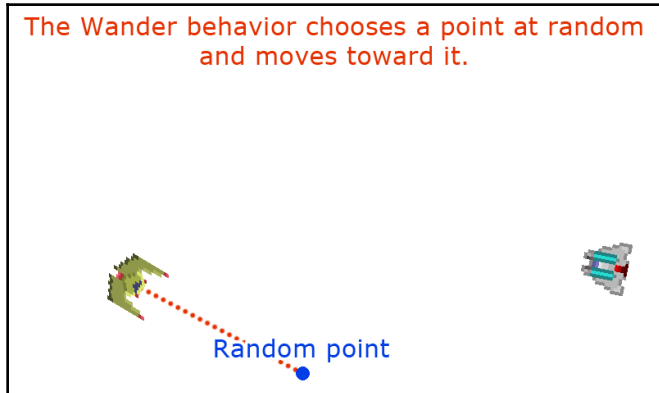 The Wander behavior chooses a point at random
and moves toward it.
Random point